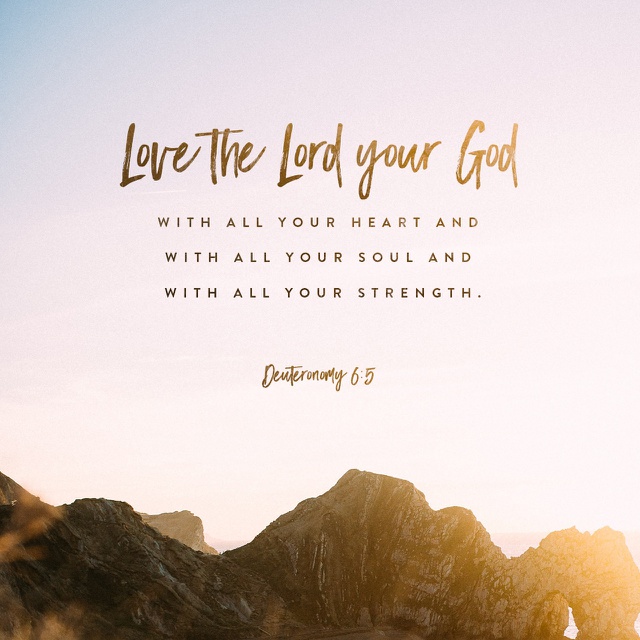 Love the Lord your God
WITH ALL YOUR HEART AND
WITH ALL YOUR SOUL AND
WITH ALL YOUR STRENGTH.
Deuteronomy 6:5